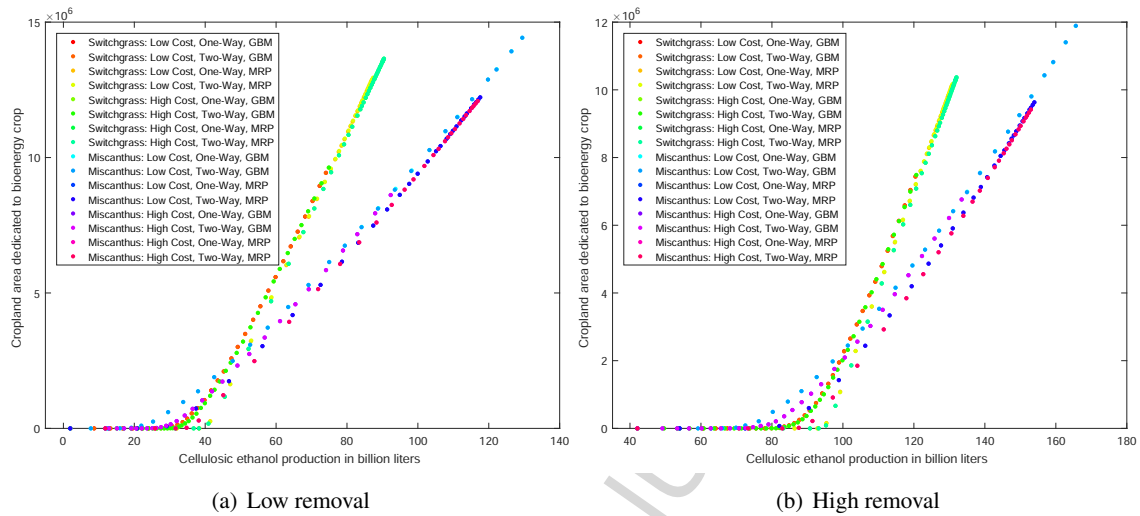 ×10⁶
15
10
5
0
Cropland area dedicated to bioenergy crop
Switchgrass: Low Cost, One-Way, GBM
Switchgrass: Low Cost, Two-Way, GBM
Switchgrass: Low Cost, One-Way, MRP
Switchgrass: Low Cost, Two-Way, MRP
Switchgrass: High Cost, One-Way, GBM
Switchgrass: High Cost, Two-Way, GBM
Switchgrass: High Cost, One-Way, MRP
Switchgrass: High Cost, Two-Way, MRP
Miscanthus: Low Cost, One-Way, GBM
Miscanthus: Low Cost, Two-Way, GBM
Miscanthus: Low Cost, One-Way, MRP
Miscanthus: Low Cost, Two-Way, MRP
Miscanthus: High Cost, One-Way, GBM
Miscanthus: High Cost, Two-Way, GBM
Miscanthus: High Cost, One-Way, MRP
Miscanthus: High Cost, Two-Way, MRP
0 20 40 60 80 100 120 140
Cellulosic ethanol production in billion liters
(a) Low removal
×10⁶
12
10
8
6
4
2
0
Cropland area dedicated to bioenergy crop
Switchgrass: Low Cost, One-Way, GBM
Switchgrass: Low Cost, Two-Way, GBM
Switchgrass: Low Cost, One-Way, MRP
Switchgrass: Low Cost, Two-Way, MRP
Switchgrass: High Cost, One-Way, GBM
Switchgrass: High Cost, Two-Way, GBM
Switchgrass: High Cost, One-Way, MRP
Switchgrass: High Cost, Two-Way, MRP
Miscanthus: Low Cost, One-Way, GBM
Miscanthus: Low Cost, Two-Way, GBM
Miscanthus: Low Cost, One-Way, MRP
Miscanthus: Low Cost, Two-Way, MRP
Miscanthus: High Cost, One-Way, GBM
Miscanthus: High Cost, Two-Way, GBM
Miscanthus: High Cost, One-Way, MRP
Miscanthus: High Cost, Two-Way, MRP
40 60 80 100 120 140 160 180
Cellulosic ethanol production in billion liters
(b) High removal